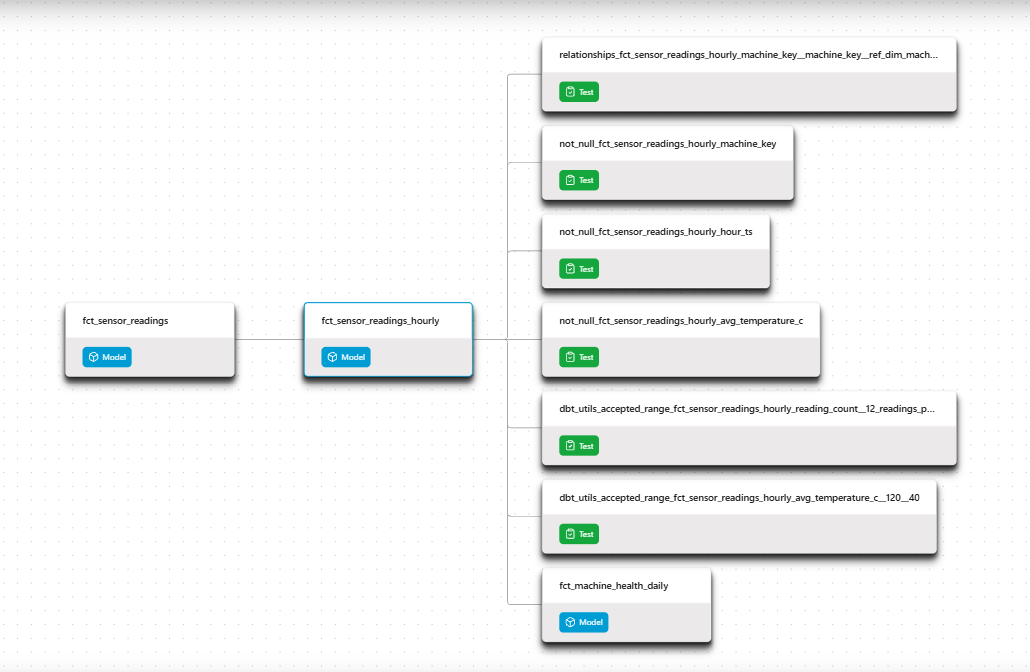 relationships_fct_sensor_readings_hourly_machine_key__machine_key__ref_dim_mach...
Test
not_null_fct_sensor_readings_hourly_machine_key
Test
not_null_fct_sensor_readings_hourly_hour_ts
Test
fct_sensor_readings
Model
fct_sensor_readings_hourly
Model
not_null_fct_sensor_readings_hourly_avg_temperature_c
Test
dbt_utils_accepted_range_fct_sensor_readings_hourly_reading_count__12_readings_p...
Test
dbt_utils_accepted_range_fct_sensor_readings_hourly_avg_temperature_c__120__40
Test
fct_machine_health_daily
Model